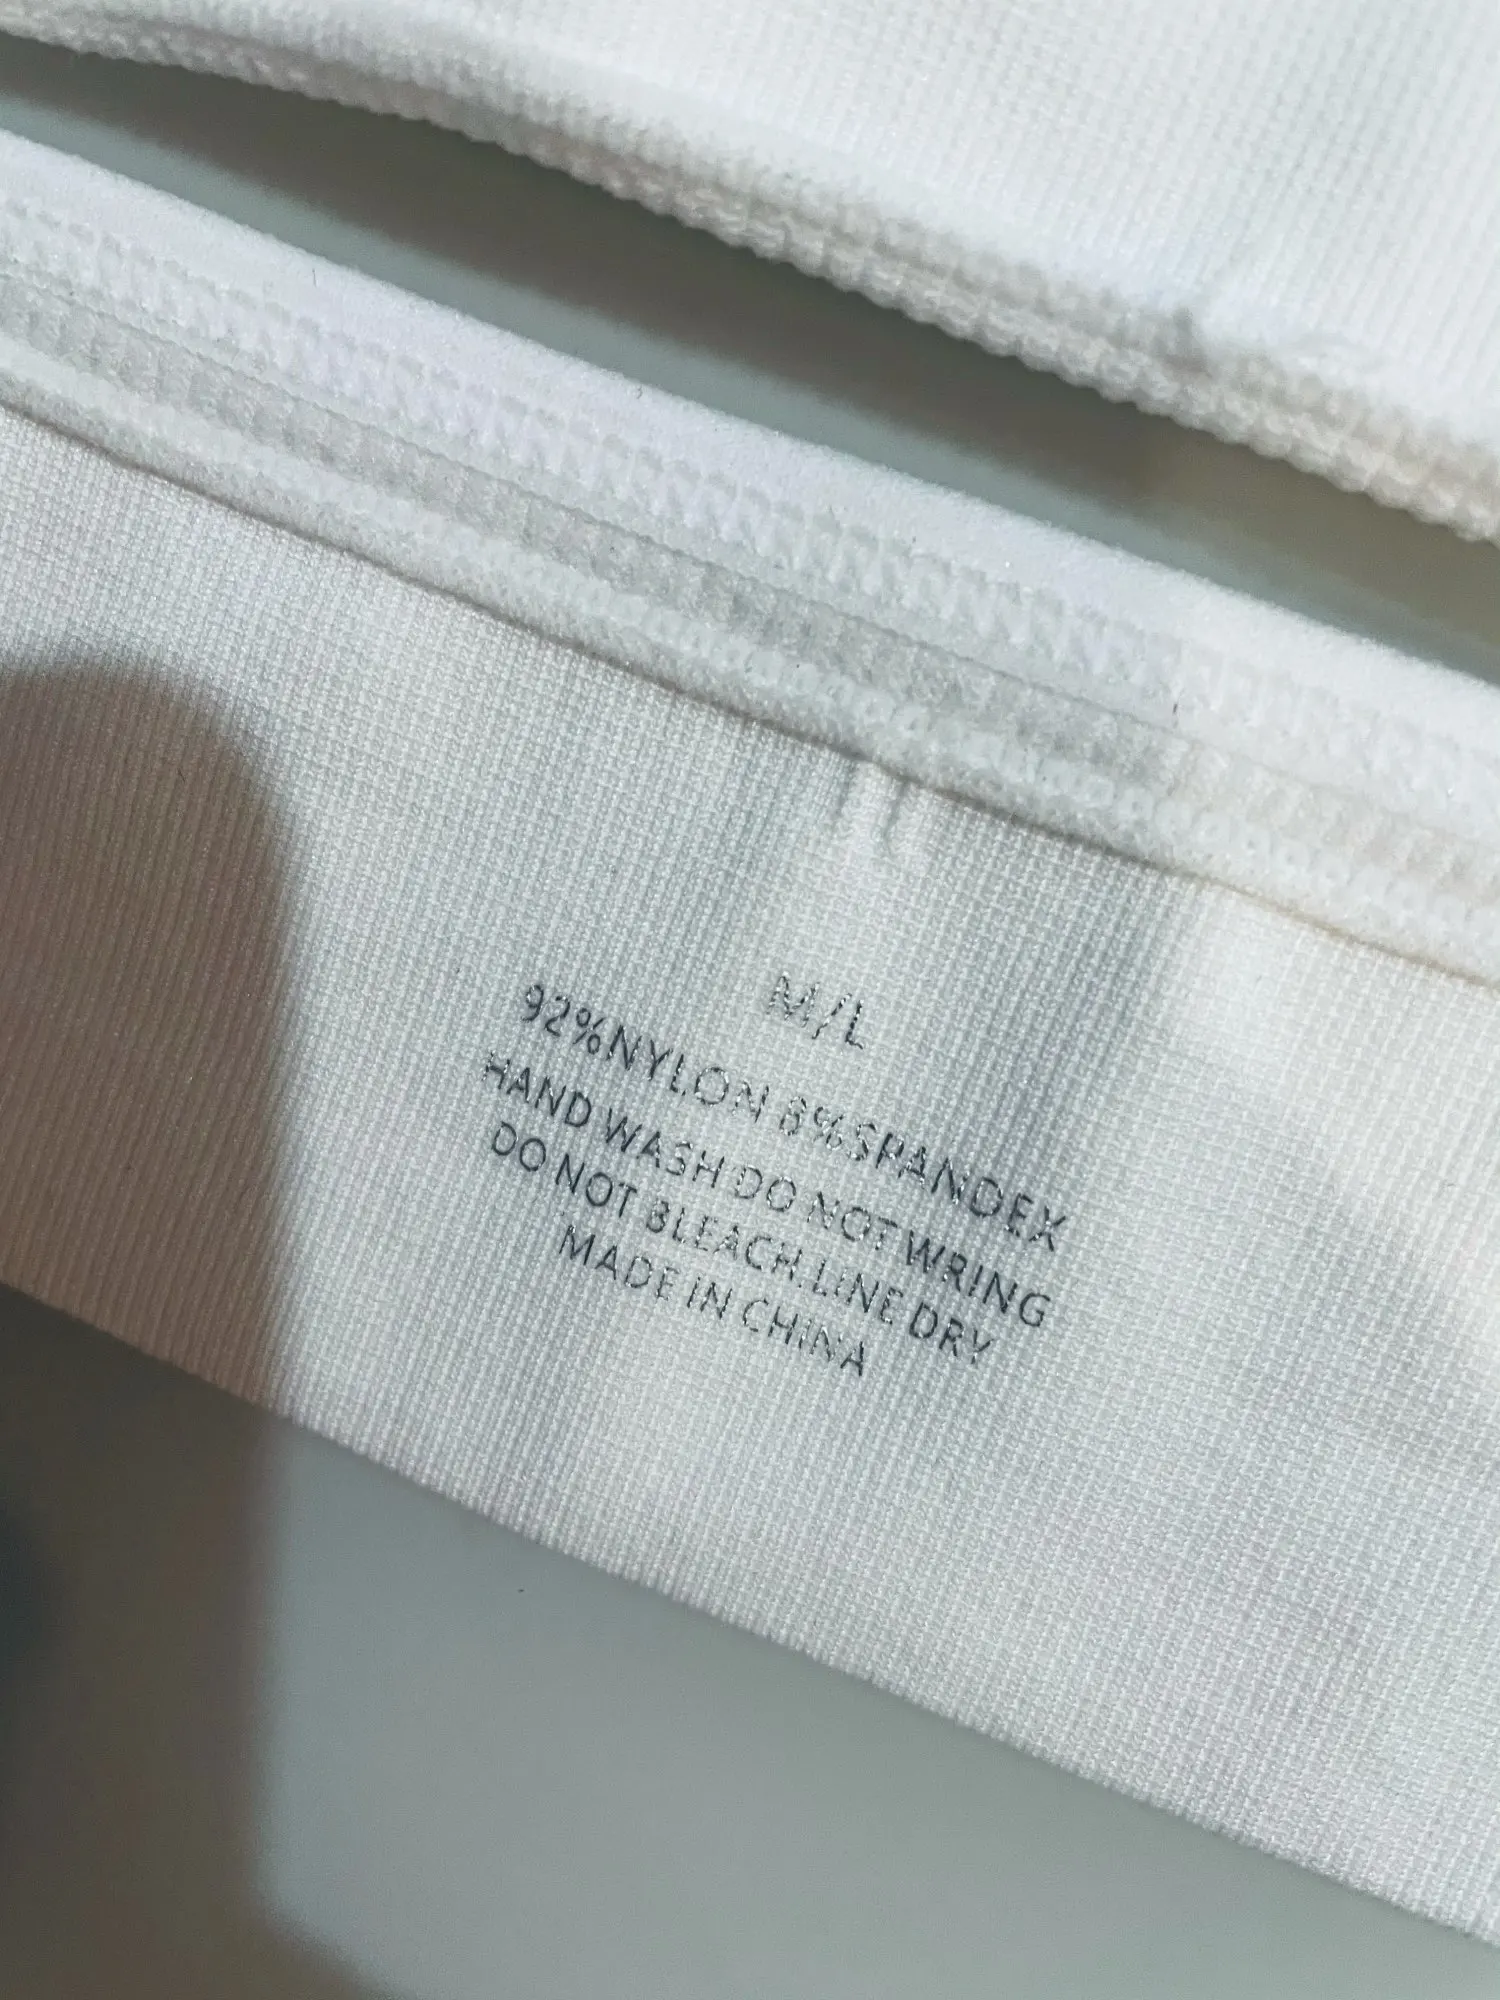 M/L
92%NYLON 8%SPANDEX
HAND WASH DO NOT WRING
DO NOT BLEACH.LINE DRY
MADE IN CHINA